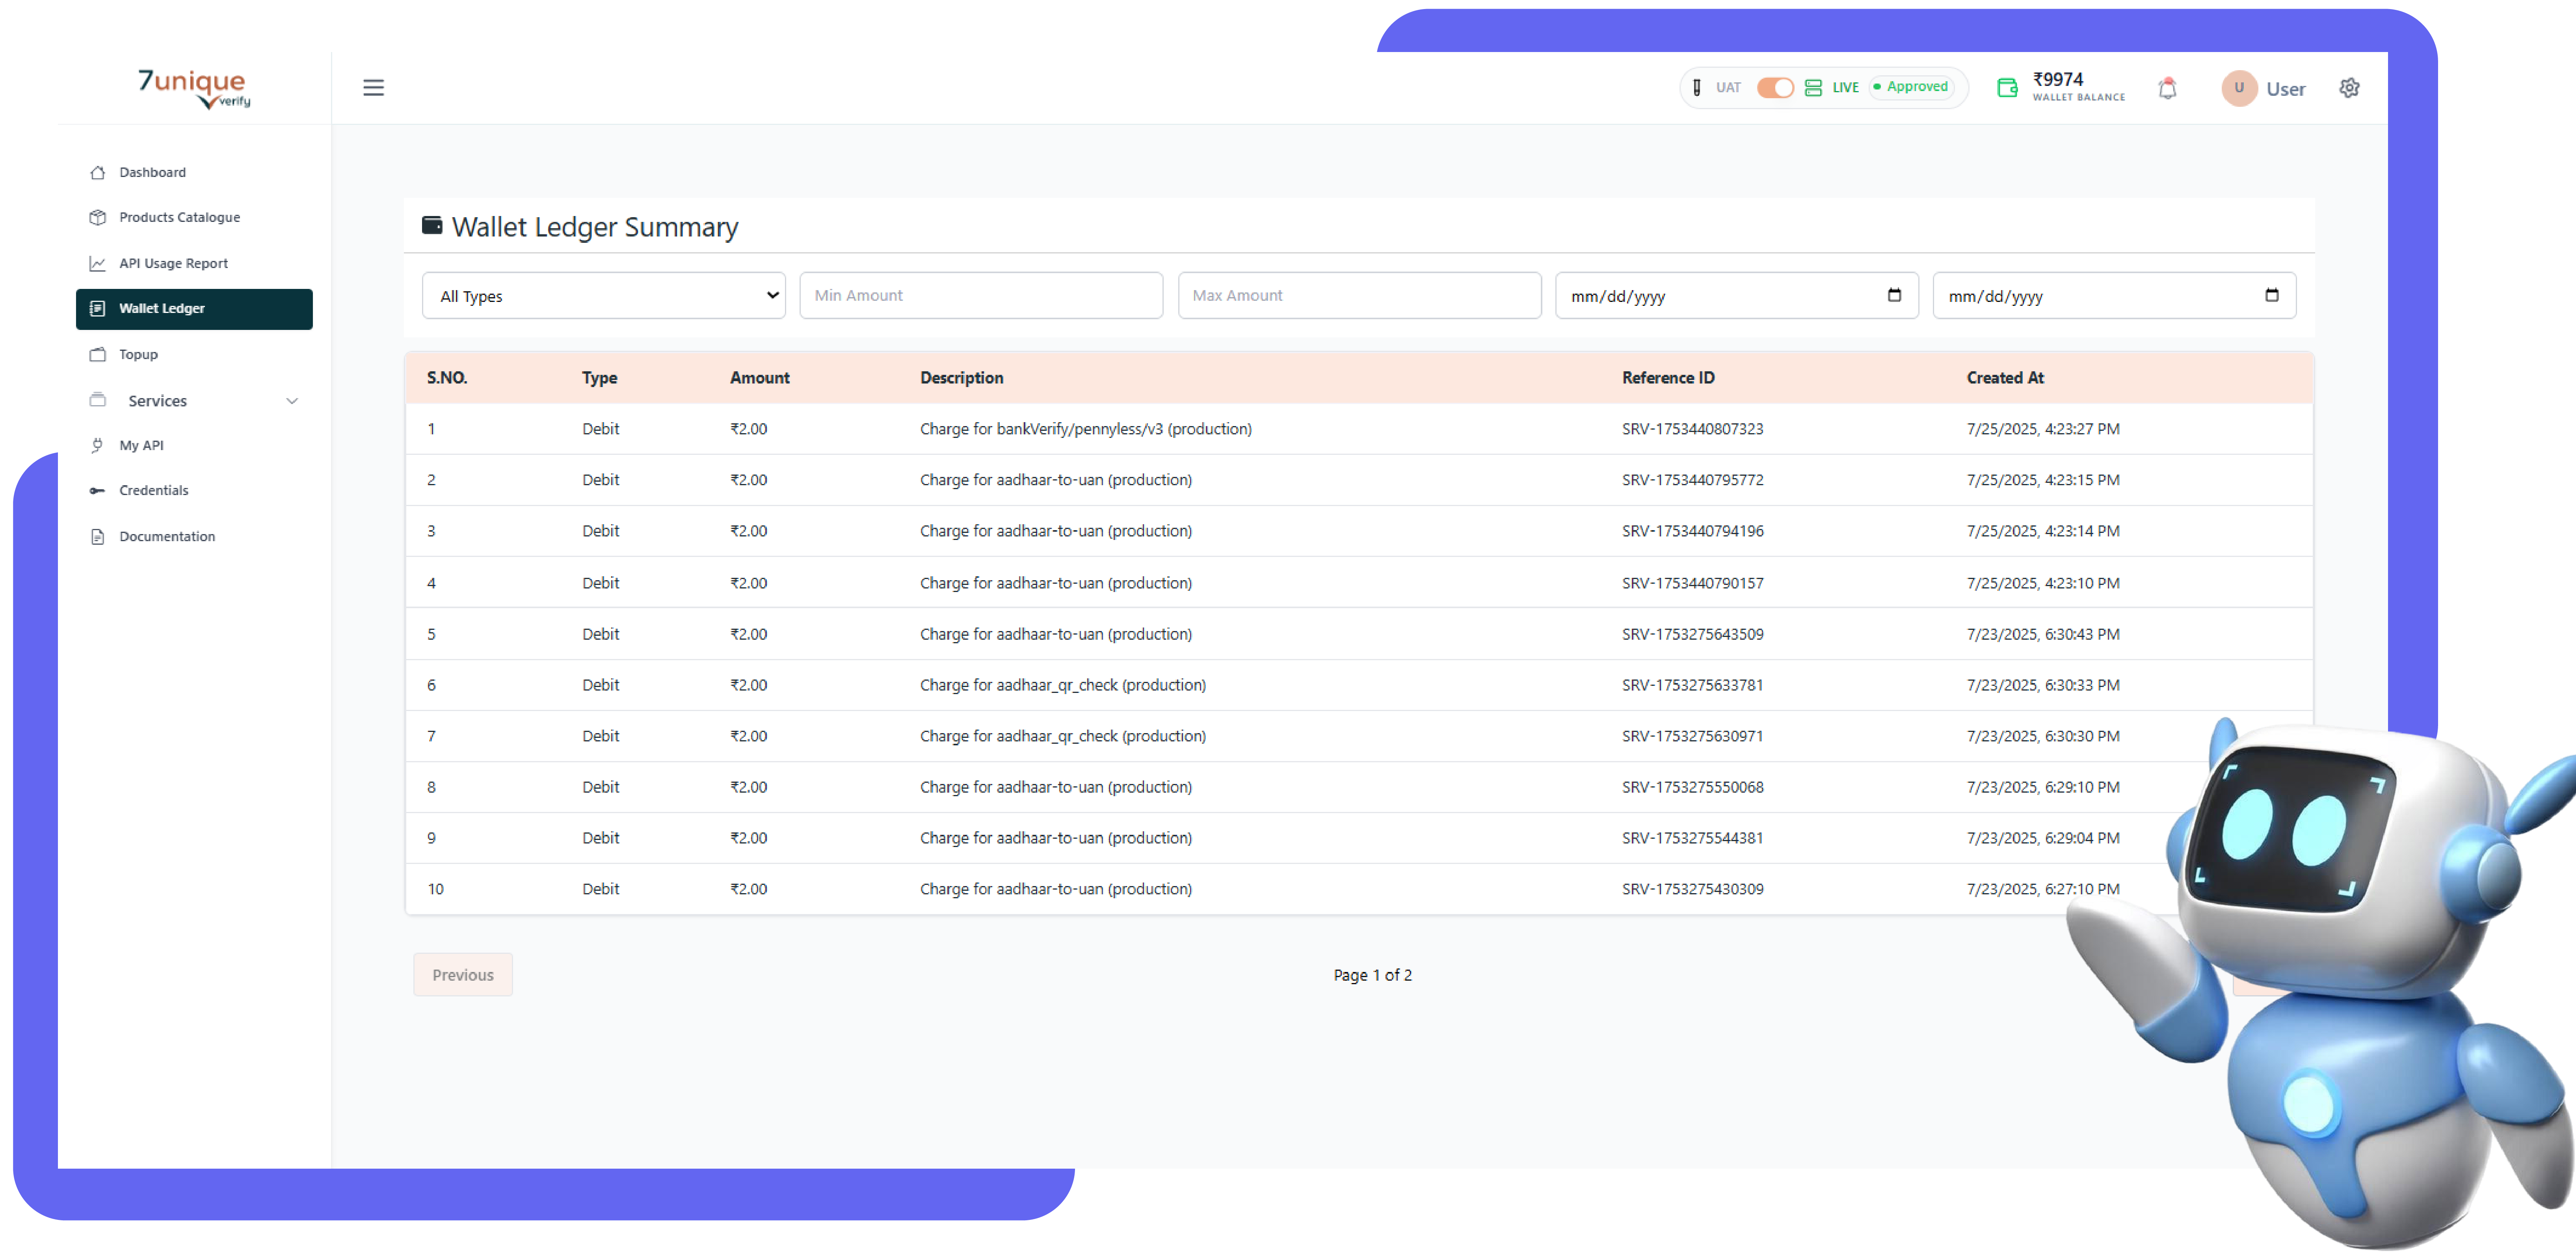 7unique
verify
UAT LIVE Approved
₹9974
WALLET BALANCE
U User
Dashboard
Products Catalogue
API Usage Report
Wallet Ledger
Topup
Services
My API
Credentials
Documentation
Wallet Ledger Summary
All Types Min Amount Max Amount mm/dd/yyyy mm/dd/yyyy
S.NO. Type Amount Description Reference ID Created At
1 Debit ₹2.00 Charge for bankVerify/pennyless/v3 (production) SRV-1753440807323 7/25/2025, 4:23:27 PM
2 Debit ₹2.00 Charge for aadhaar-to-uan (production) SRV-1753440795772 7/25/2025, 4:23:15 PM
3 Debit ₹2.00 Charge for aadhaar-to-uan (production) SRV-1753440794196 7/25/2025, 4:23:14 PM
4 Debit ₹2.00 Charge for aadhaar-to-uan (production) SRV-1753440790157 7/25/2025, 4:23:10 PM
5 Debit ₹2.00 Charge for aadhaar-to-uan (production) SRV-1753275643509 7/23/2025, 6:30:43 PM
6 Debit ₹2.00 Charge for aadhaar_qr_check (production) SRV-1753275633781 7/23/2025, 6:30:33 PM
7 Debit ₹2.00 Charge for aadhaar_qr_check (production) SRV-1753275630971 7/23/2025, 6:30:30 PM
8 Debit ₹2.00 Charge for aadhaar-to-uan (production) SRV-1753275550068 7/23/2025, 6:29:10 PM
9 Debit ₹2.00 Charge for aadhaar-to-uan (production) SRV-1753275544381 7/23/2025, 6:29:04 PM
10 Debit ₹2.00 Charge for aadhaar-to-uan (production) SRV-1753275430309 7/23/2025, 6:27:10 PM
Previous Page 1 of 2